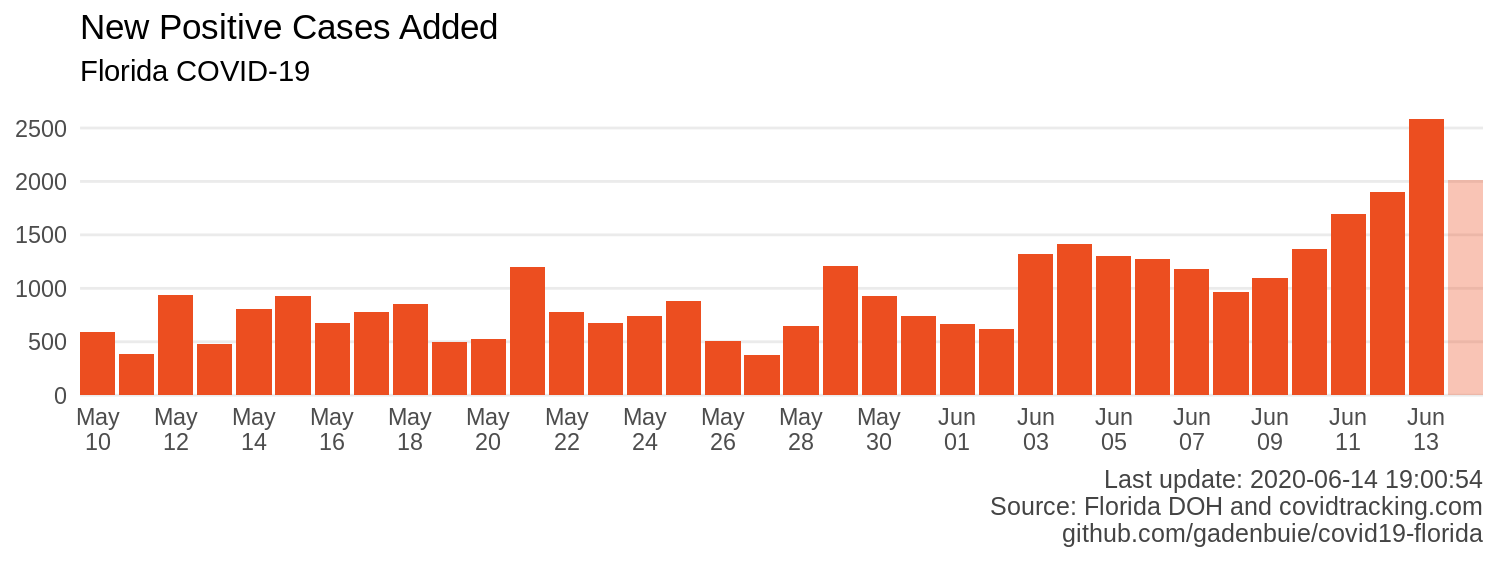 New Positive Cases Added
Florida COVID-19
2500
2000
1500
1000
500
0
May May May May May May May May May May May Jun Jun Jun Jun Jun Jun Jun
10 12 14 16 18 20 22 24 26 28 30 01 03 05 07 09 11 13
Last update: 2020-06-14 19:00:54
Source: Florida DOH and covidtracking.com
github.com/gadenbuie/covid19-florida